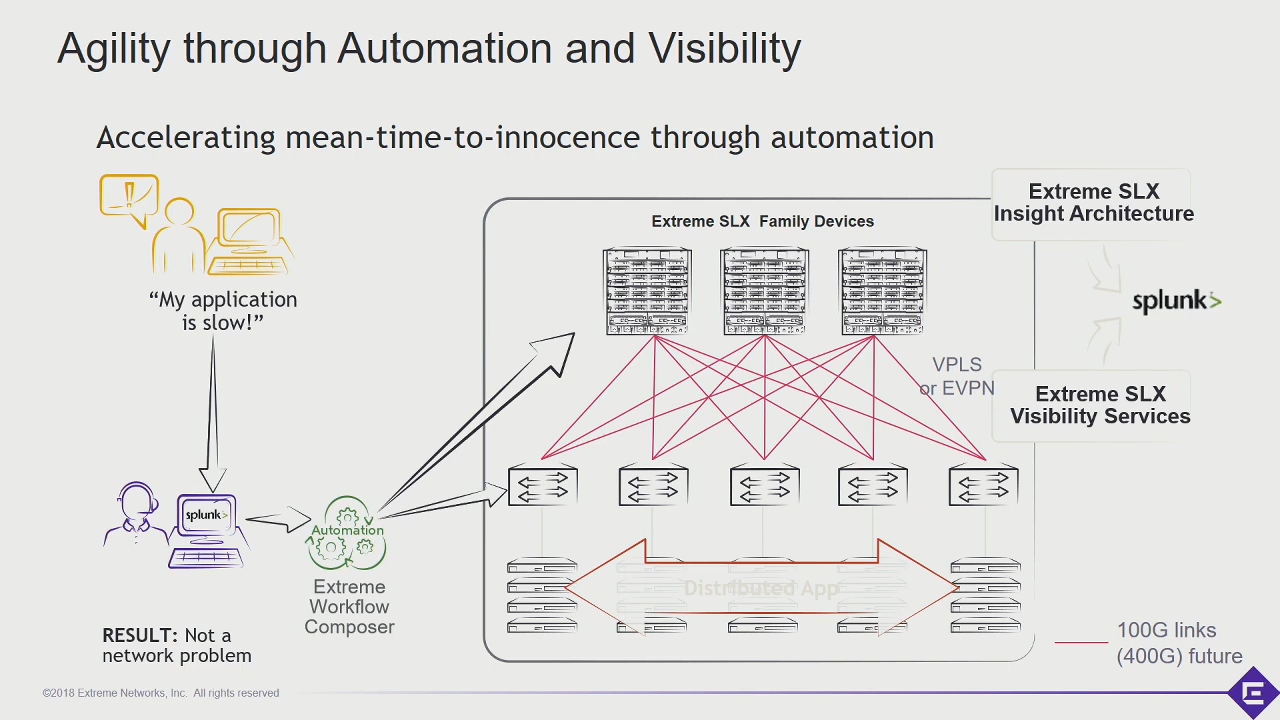 Agility through Automation and Visibility
Accelerating mean-time-to-innocence through automation
!
“My application
is slow!”
splunk>
RESULT: Not a
network problem
Automation
Extreme
Workflow
Composer
Extreme SLX Family Devices
VPLS
or EVPN
Distributed App
Extreme SLX
Insight Architecture
splunk>
Extreme SLX
Visibility Services
100G links
(400G) future
©2018 Extreme Networks, Inc. All rights reserved
E